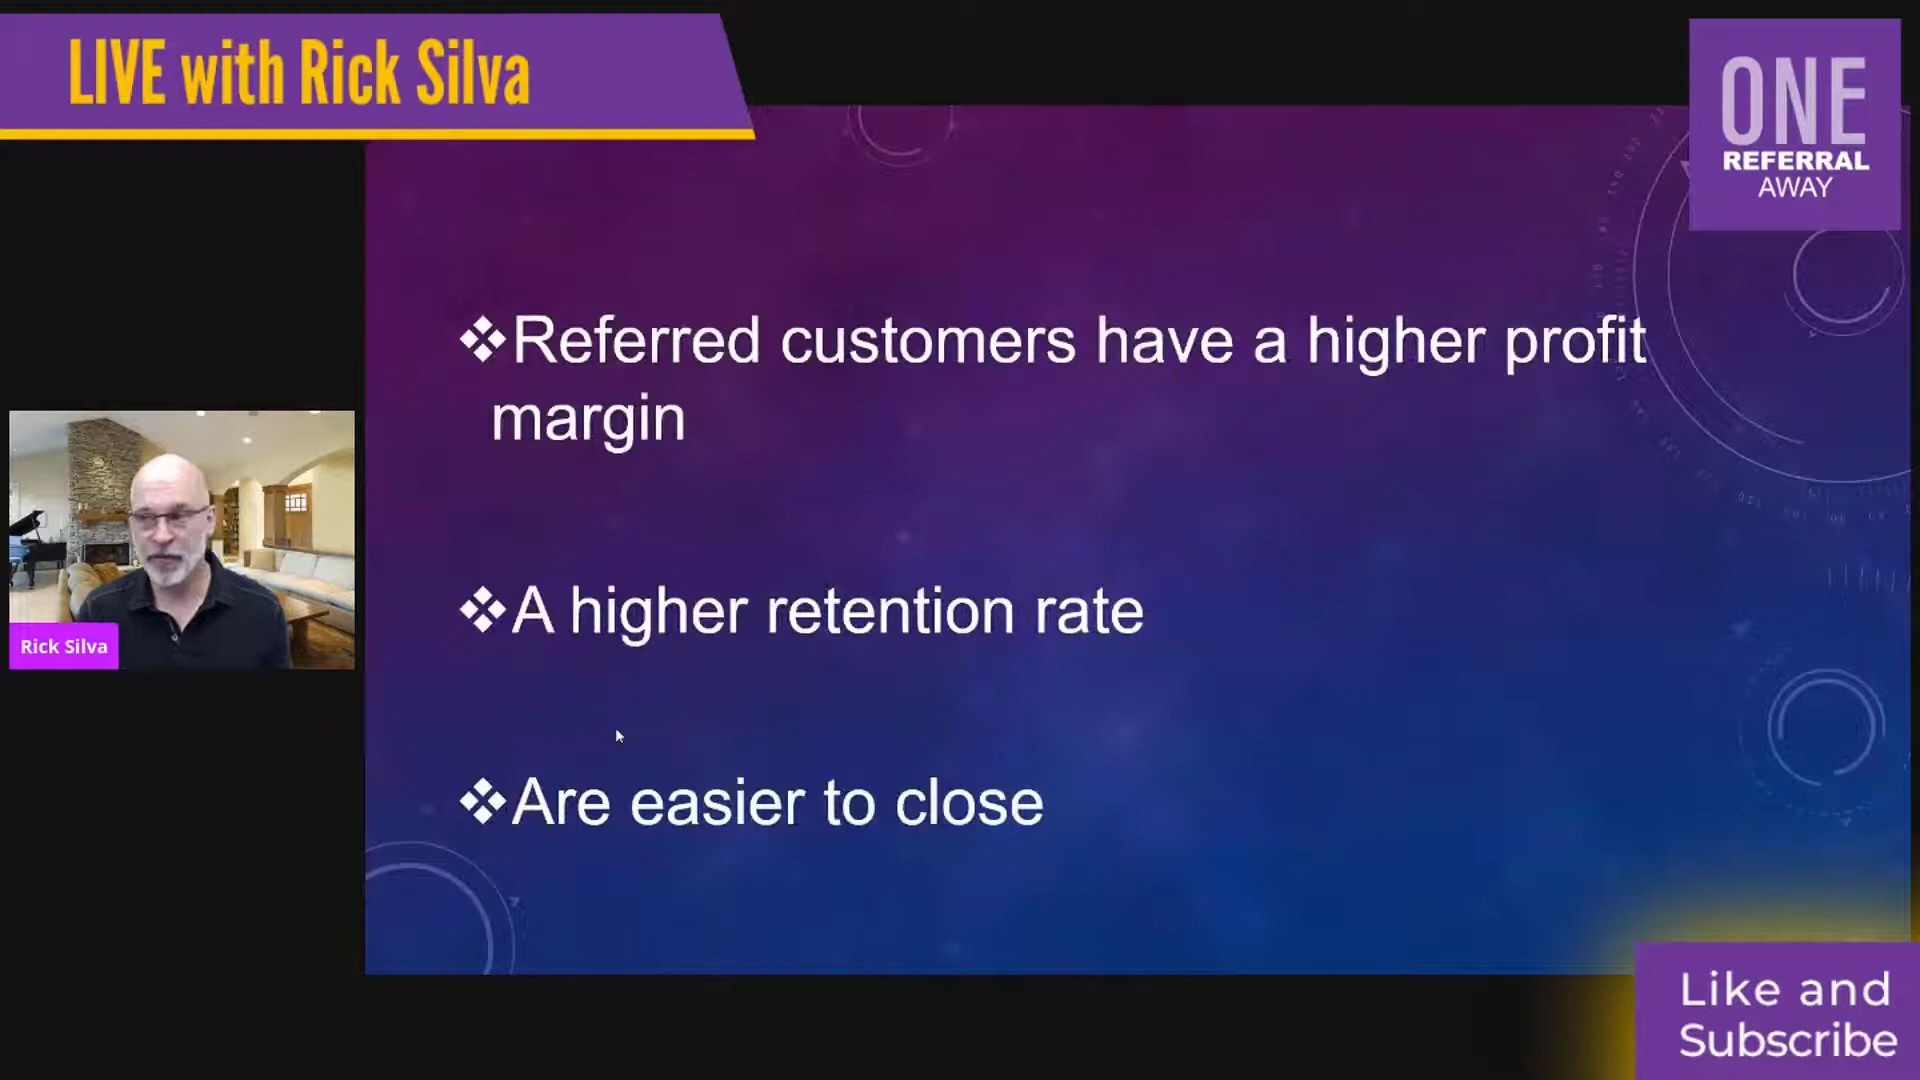 LIVE with Rick Silva
ONE
REFERRAL
AWAY
❖Referred customers have a higher profit
margin
❖A higher retention rate
❖Are easier to close
Rick Silva
Like and
Subscribe